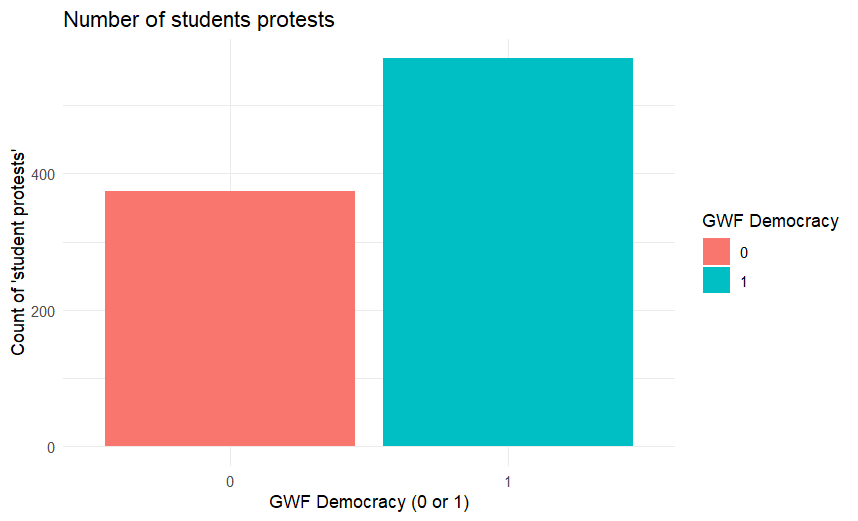 Number of students protests
Count of 'student protests'
400
200
0
0
1
GWF Democracy (0 or 1)
GWF Democracy
0
1